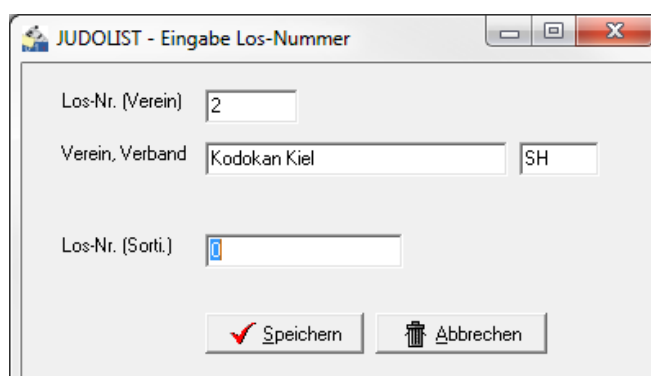 JUDOLIST - Eingabe Los-Nummer
Los-Nr. (Verein) 2
Verein, Verband Kodokan Kiel SH
Los-Nr. (Sorti.) 0
Speichern Abbrechen